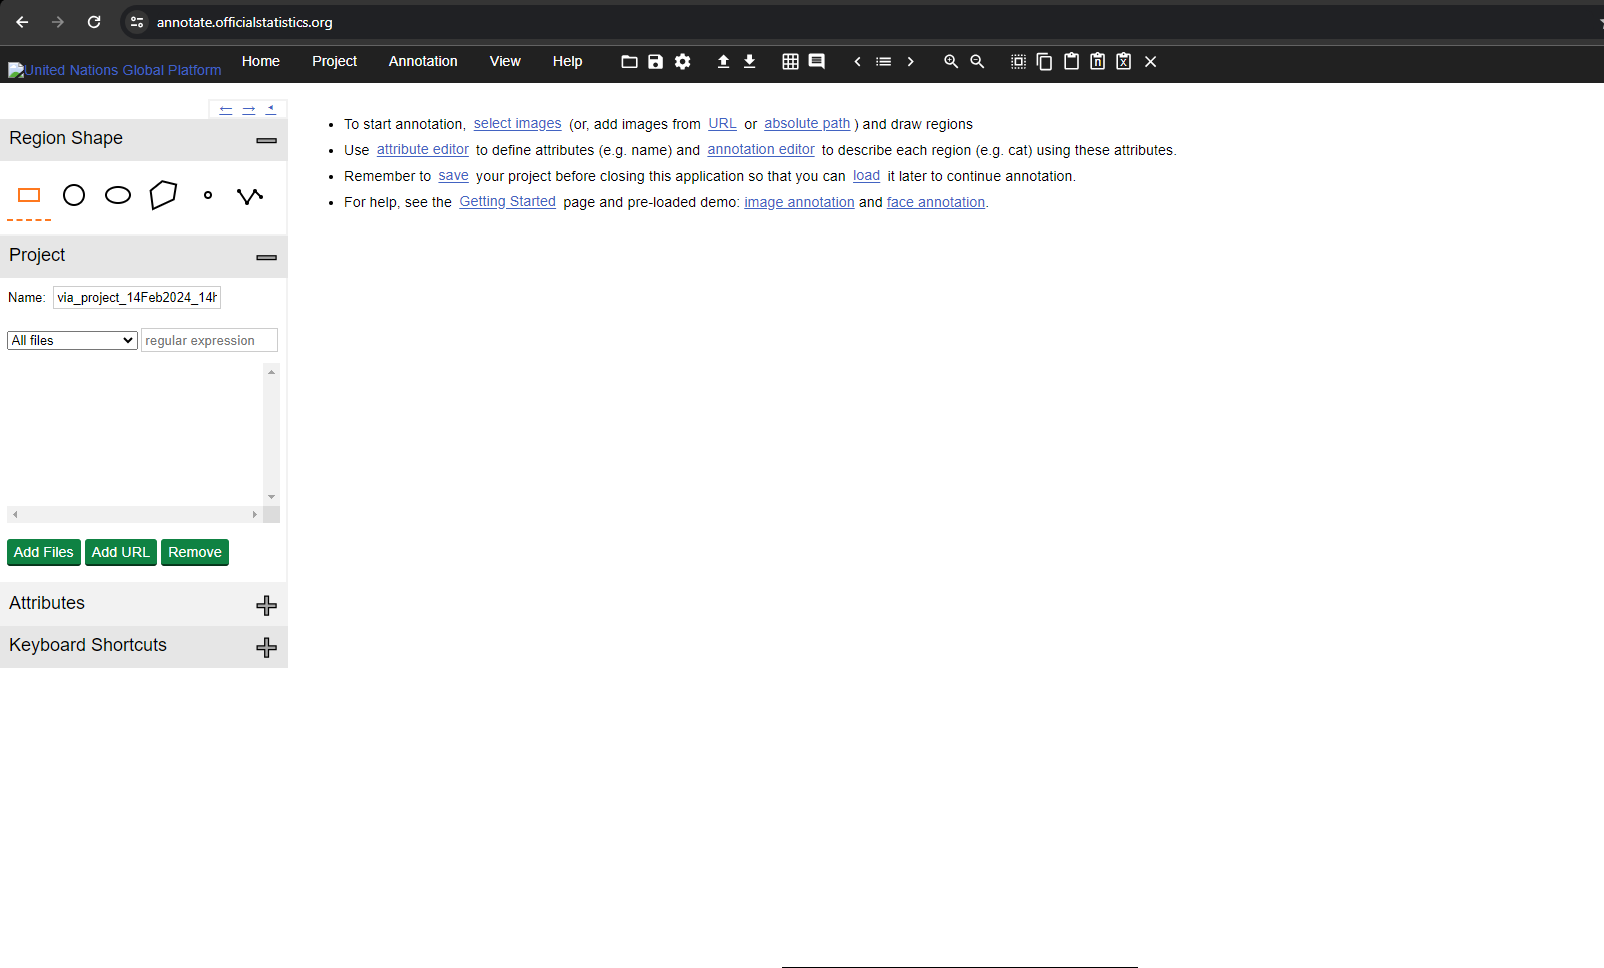 annotate.officialstatistics.org
United Nations Global Platform Home Project Annotation View Help
Region Shape
Project
Name: via_project_14Feb2024_14h
All files regular expression
Add Files Add URL Remove
Attributes
Keyboard Shortcuts
• To start annotation, select images (or, add images from URL or absolute path ) and draw regions
• Use attribute editor to define attributes (e.g. name) and annotation editor to describe each region (e.g. cat) using these attributes.
• Remember to save your project before closing this application so that you can load it later to continue annotation.
• For help, see the Getting Started page and pre-loaded demo: image annotation and face annotation.